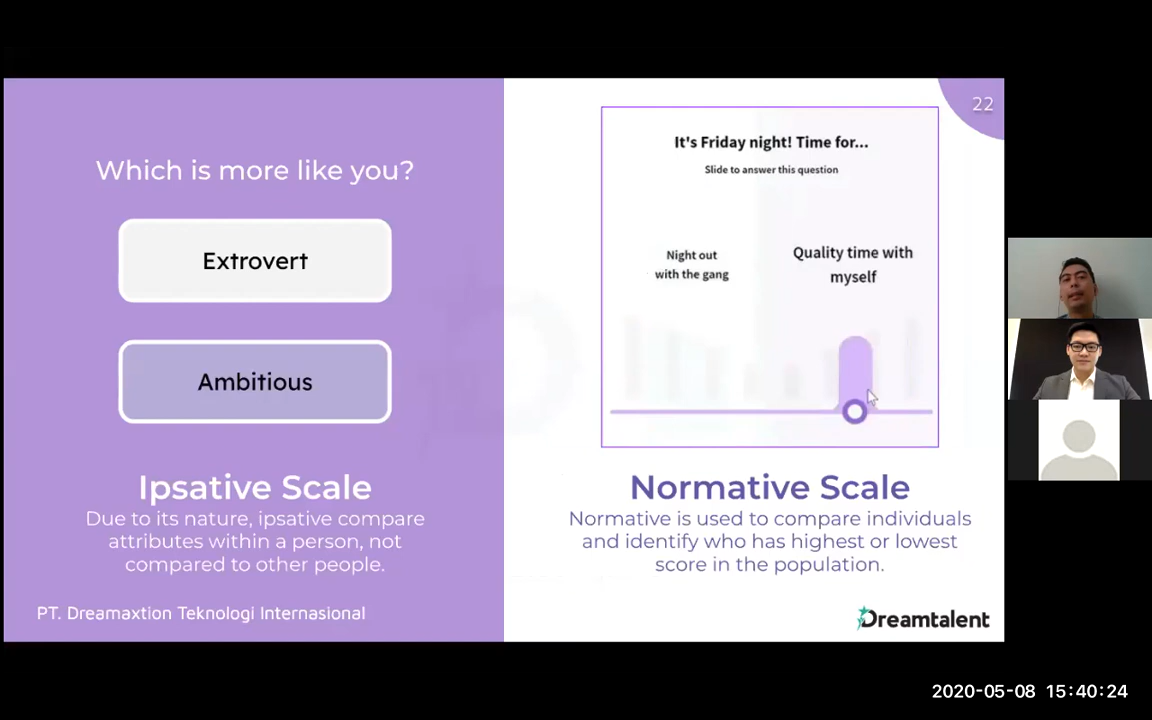 22
Which is more like you?
Extrovert
Ambitious
Ipsative Scale
Due to its nature, ipsative compare
attributes within a person, not
compared to other people.
PT. Dreamaxtion Teknologi Internasional
It's Friday night! Time for...
Slide to answer this question
Night out
with the gang
Quality time with
myself
Normative Scale
Normative is used to compare individuals
and identify who has highest or lowest
score in the population.
Dreamtalent
2020-05-08 15:40:24